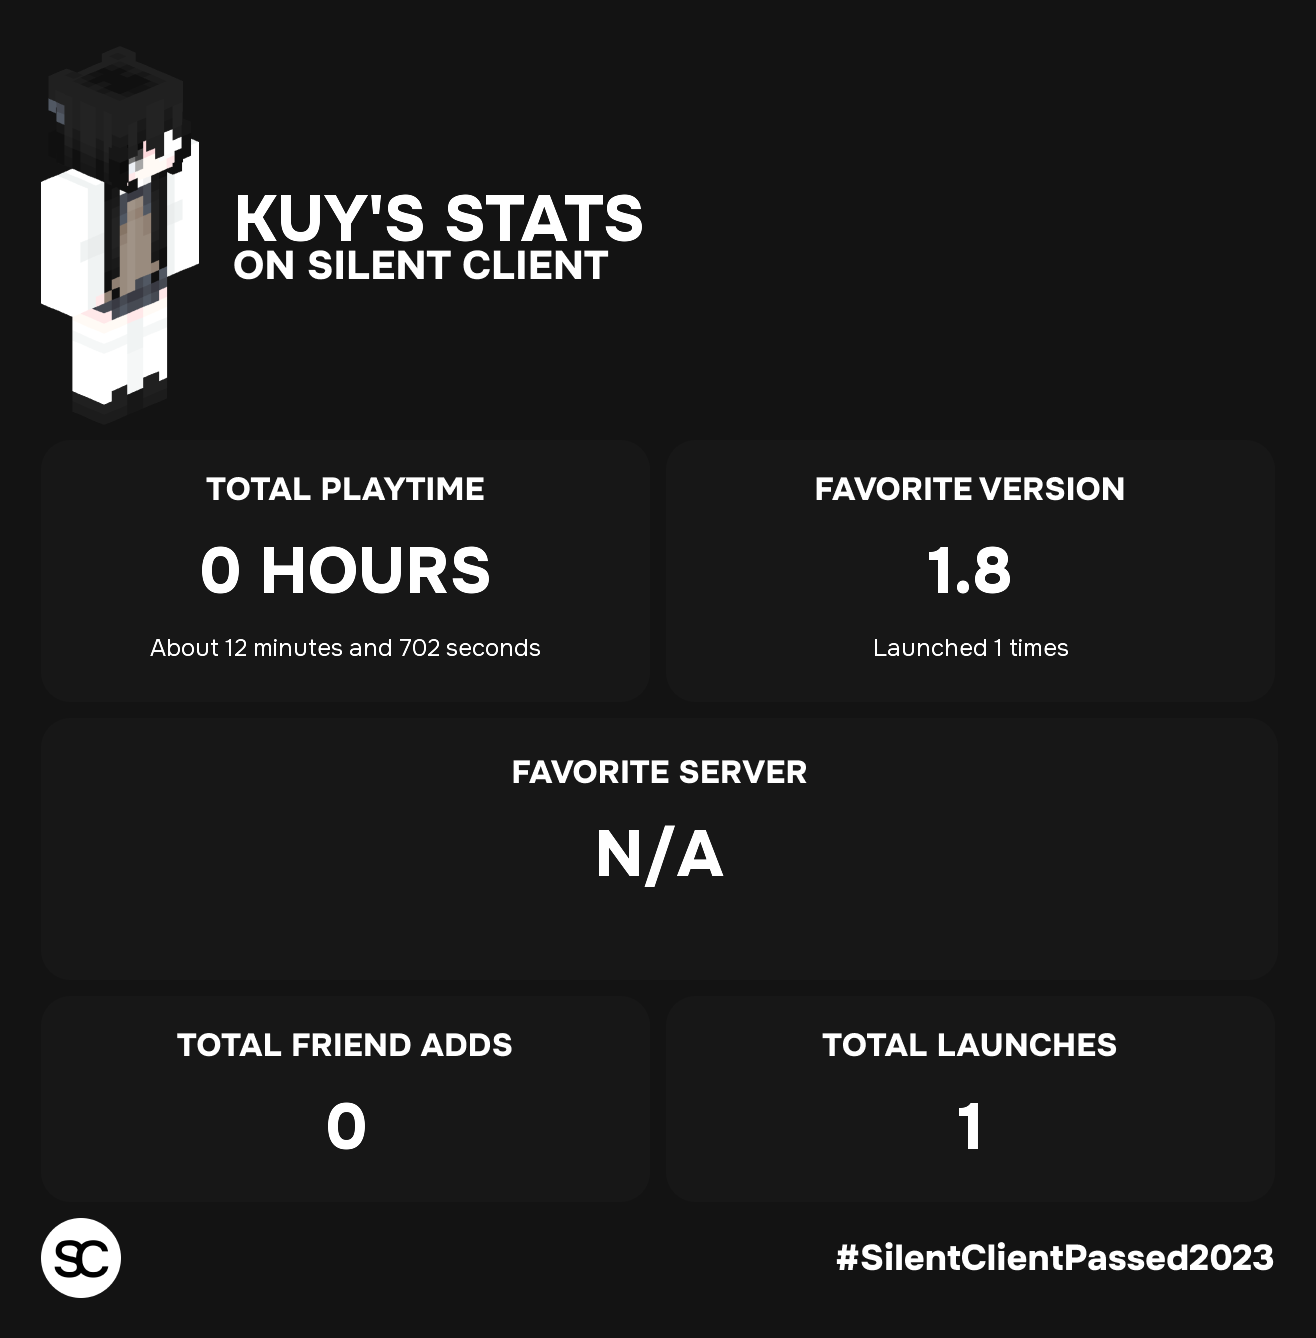 KUY'S STATS
ON SILENT CLIENT
TOTAL PLAYTIME
0 HOURS
About 12 minutes and 702 seconds
FAVORITE VERSION
1.8
Launched 1 times
FAVORITE SERVER
N/A
TOTAL FRIEND ADDS
0
TOTAL LAUNCHES
1
SC
#SilentClientPassed2023